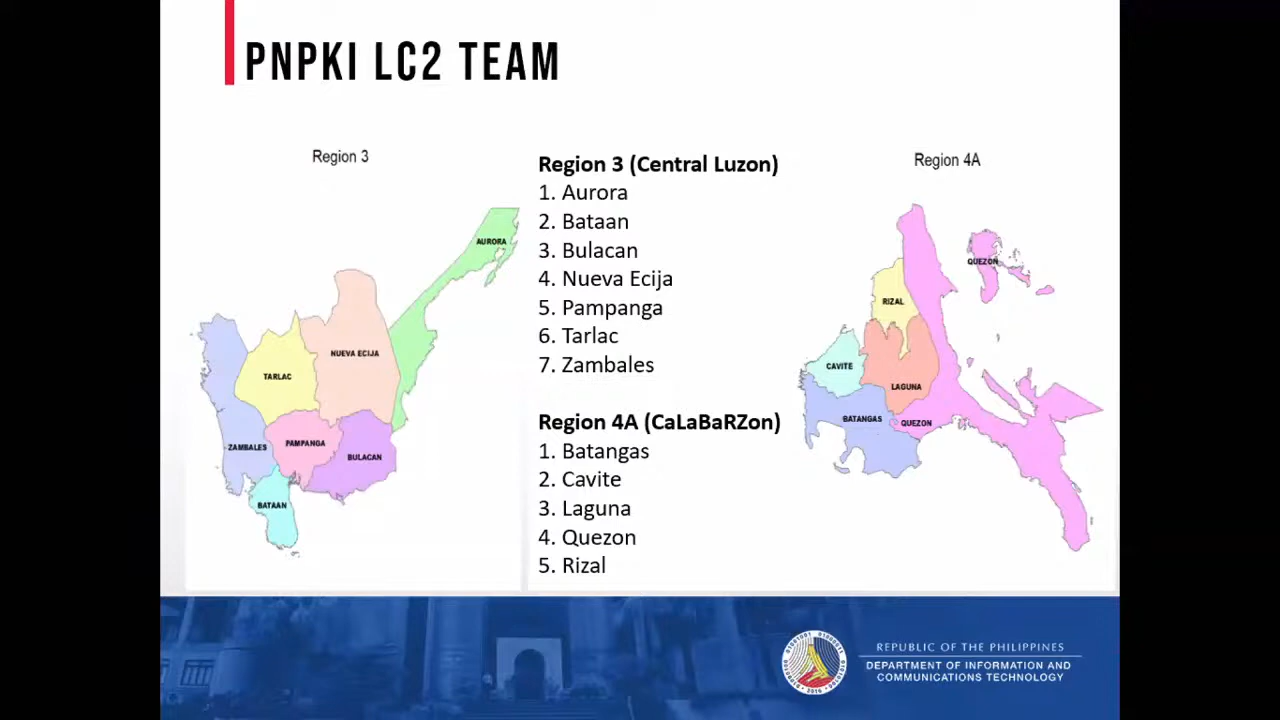 PNPKI LC2 TEAM
Region 3
AURORA
NUEVA ECIJA
TARLAC
PAMPANGA
ZAMBALES
BULACAN
BATAAN
Region 3 (Central Luzon)
1. Aurora
2. Bataan
3. Bulacan
4. Nueva Ecija
5. Pampanga
6. Tarlac
7. Zambales
Region 4A (CaLaBaRZon)
1. Batangas
2. Cavite
3. Laguna
4. Quezon
5. Rizal
Region 4A
QUEZON
RIZAL
CAVITE
LAGUNA
BATANGAS
QUEZON
REPUBLIC OF THE PHILIPPINES
DEPARTMENT OF INFORMATION AND
COMMUNICATIONS TECHNOLOGY